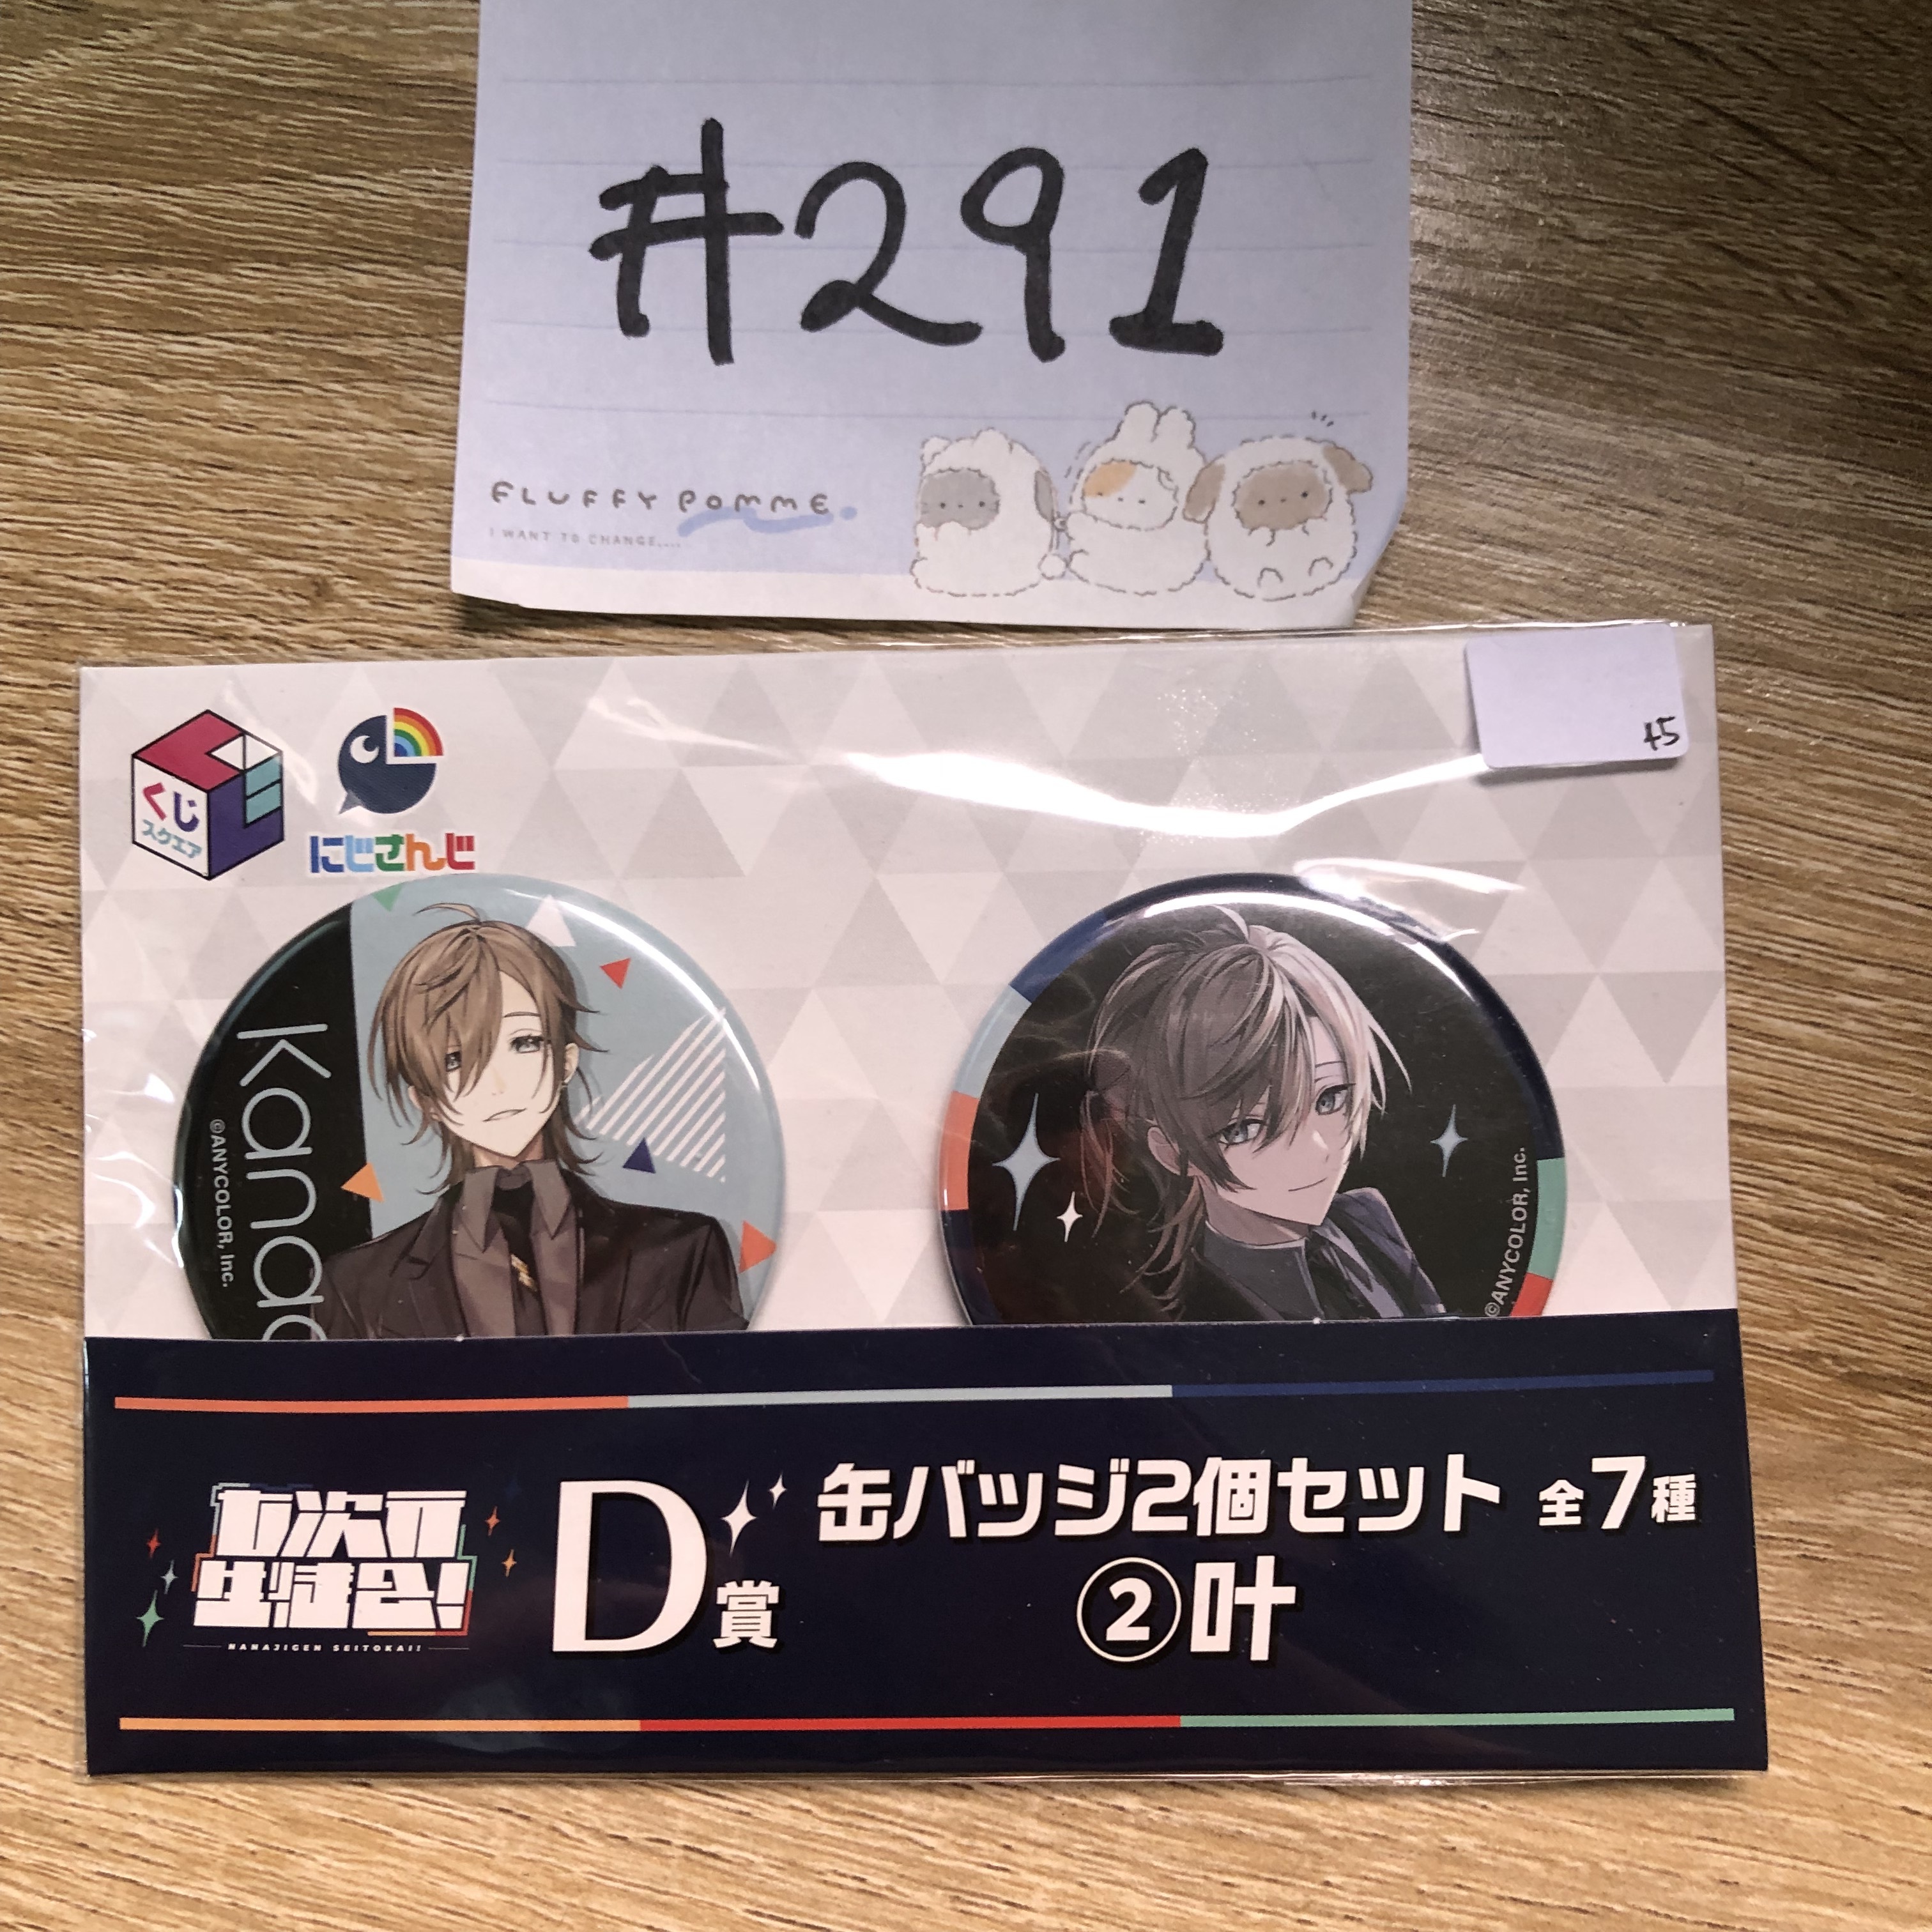 #291
FLUFFY POMME.
I WANT TO CHANGE....
45
くじ
スクエア
にじさんじ
Kana
©ANYCOLOR, Inc.
©ANYCOLOR, Inc.
七次元
生徒会!
NANAJIGEN SEITOKAI!
D賞
缶バッジ2個セット 全7種
②叶